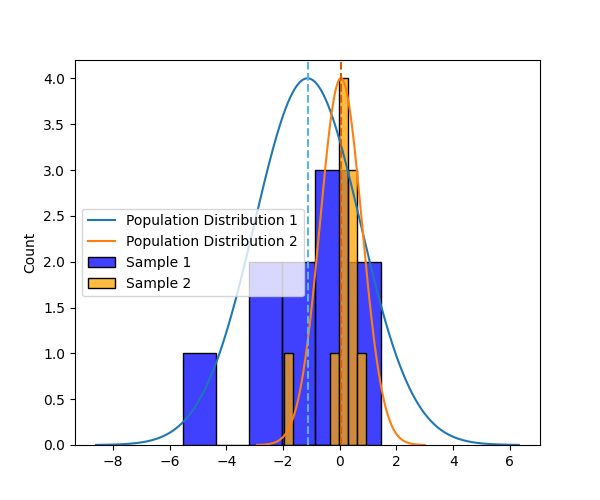 4.0
3.5
3.0
2.5
2.0
1.5
1.0
0.5
0.0
Count
Population Distribution 1
Population Distribution 2
Sample 1
Sample 2
−8 −6 −4 −2 0 2 4 6